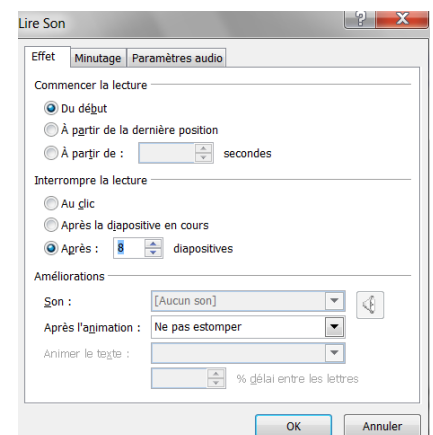 Lire Son
Effet Minutage Paramètres audio
Commencer la lecture
Du début
À partir de la dernière position
À partir de : secondes
Interrompre la lecture
Au clic
Après la diapositive en cours
Après : 8 diapositives
Améliorations
Son : [Aucun son]
Après l'animation : Ne pas estomper
Animer le texte :
% délai entre les lettres
OK Annuler